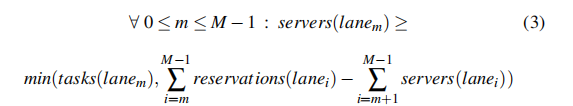 ∀ 0 ≤ m ≤ M − 1 : servers(lane_m) ≥ (3)
min(tasks(lane_m), ∑_{i=m}^{M−1} reservations(lane_i) − ∑_{i=m+1}^{M−1} servers(lane_i))